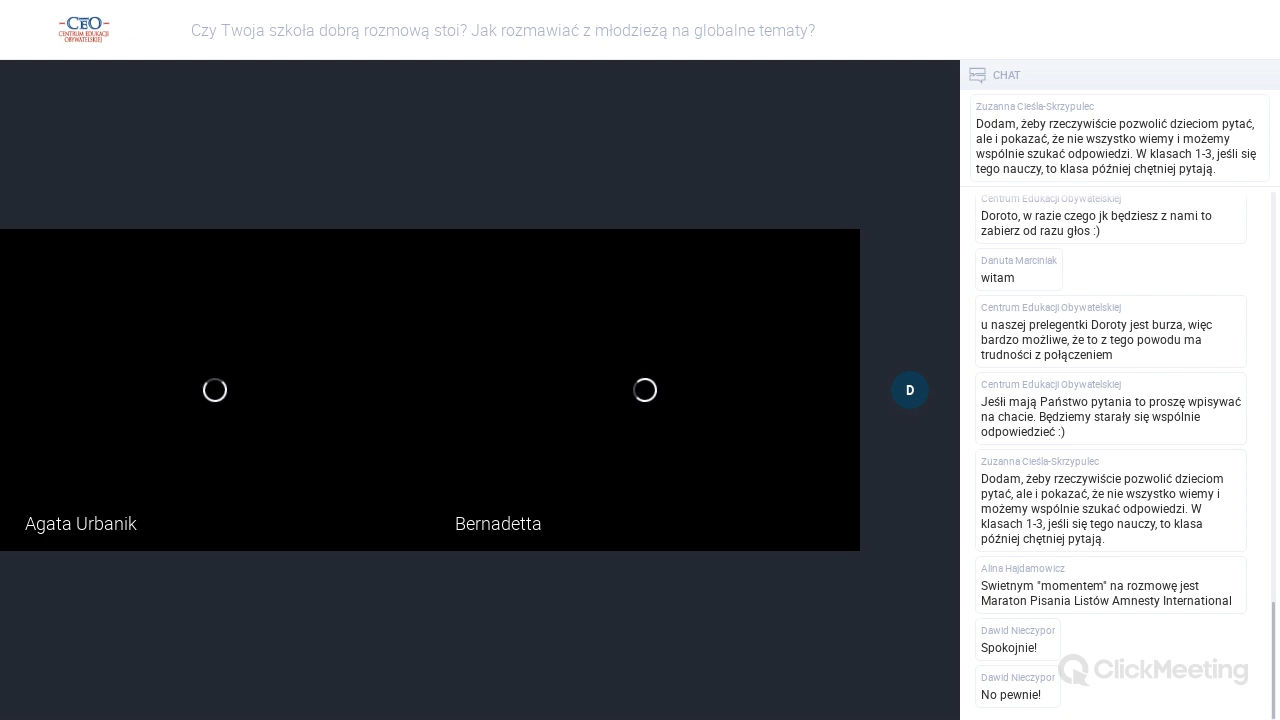 CEO
CENTRUM EDUKACJI
OBYWATELSKIEJ
Czy Twoja szkoła dobrą rozmową stoi? Jak rozmawiać z młodzieżą na globalne tematy?
CHAT
Zuzanna Cieśla-Skrzypulec
Dodam, żeby rzeczywiście pozwolić dzieciom pytać,
ale i pokazać, że nie wszystko wiemy i możemy
wspólnie szukać odpowiedzi. W klasach 1-3, jeśli się
tego nauczy, to klasa później chętniej pytają.
Centrum Edukacji Obywatelskiej
Doroto, w razie czego jk będziesz z nami to
zabierz od razu głos :)
Danuta Marciniak
witam
Centrum Edukacji Obywatelskiej
u naszej prelegentki Doroty jest burza, więc
bardzo możliwe, że to z tego powodu ma
trudności z połączeniem
Centrum Edukacji Obywatelskiej
Jeśli mają Państwo pytania to proszę wpisywać
na chacie. Będziemy starały się wspólnie
odpowiedzieć :)
Zuzanna Cieśla-Skrzypulec
Dodam, żeby rzeczywiście pozwolić dzieciom
pytać, ale i pokazać, że nie wszystko wiemy i
możemy wspólnie szukać odpowiedzi. W
klasach 1-3, jeśli się tego nauczy, to klasa
później chętniej pytają.
Alina Hajdamowicz
Swietnym "momentem" na rozmowę jest
Maraton Pisania Listów Amnesty International
Dawid Nieczypor
Spokojnie!
Dawid Nieczypor
No pewnie!
ClickMeeting
D
Agata Urbanik
Bernadetta